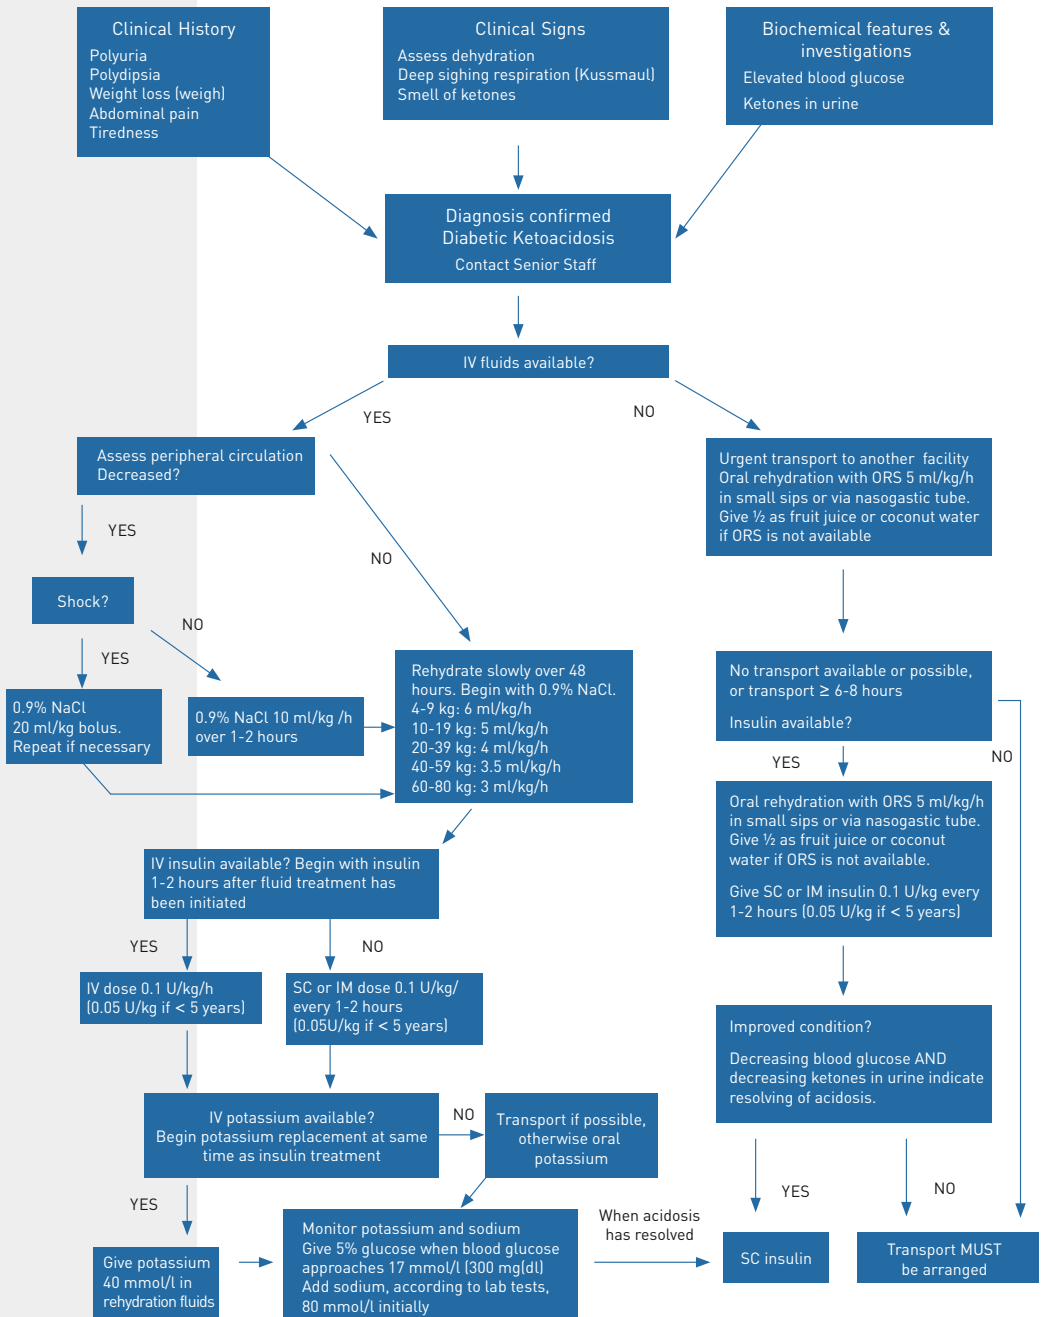 Clinical History
Polyuria
Polydipsia
Weight loss (weigh)
Abdominal pain
Tiredness
Clinical Signs
Assess dehydration
Deep sighing respiration (Kussmaul)
Smell of ketones
Biochemical features &
investigations
Elevated blood glucose
Ketones in urine
Diagnosis confirmed
Diabetic Ketoacidosis
Contact Senior Staff
IV fluids available?
YES
NO
Assess peripheral circulation
Decreased?
Urgent transport to another facility
Oral rehydration with ORS 5 ml/kg/h
in small sips or via nasogastic tube.
Give ½ as fruit juice or coconut water
if ORS is not available
YES
NO
Shock?
NO
YES
0.9% NaCl
20 ml/kg bolus.
Repeat if necessary
0.9% NaCl 10 ml/kg /h
over 1-2 hours
Rehydrate slowly over 48
hours. Begin with 0.9% NaCl.
4-9 kg: 6 ml/kg/h
10-19 kg: 5 ml/kg/h
20-39 kg: 4 ml/kg/h
40-59 kg: 3.5 ml/kg/h
60-80 kg: 3 ml/kg/h
No transport available or possible,
or transport ≥ 6-8 hours
Insulin available?
YES
NO
Oral rehydration with ORS 5 ml/kg/h
in small sips or via nasogastic tube.
Give ½ as fruit juice or coconut
water if ORS is not available.
Give SC or IM insulin 0.1 U/kg every
1-2 hours (0.05 U/kg if < 5 years)
IV insulin available? Begin with insulin
1-2 hours after fluid treatment has
been initiated
YES
NO
IV dose 0.1 U/kg/h
(0.05 U/kg if < 5 years)
SC or IM dose 0.1 U/kg/
every 1-2 hours
(0.05U/kg if < 5 years)
Improved condition?
Decreasing blood glucose AND
decreasing ketones in urine indicate
resolving of acidosis.
IV potassium available?
Begin potassium replacement at same
time as insulin treatment
NO
Transport if possible,
otherwise oral
potassium
YES
YES
NO
Give potassium
40 mmol/l in
rehydration fluids
Monitor potassium and sodium
Give 5% glucose when blood glucose
approaches 17 mmol/l (300 mg(dl)
Add sodium, according to lab tests,
80 mmol/l initially
When acidosis
has resolved
SC insulin
Transport MUST
be arranged